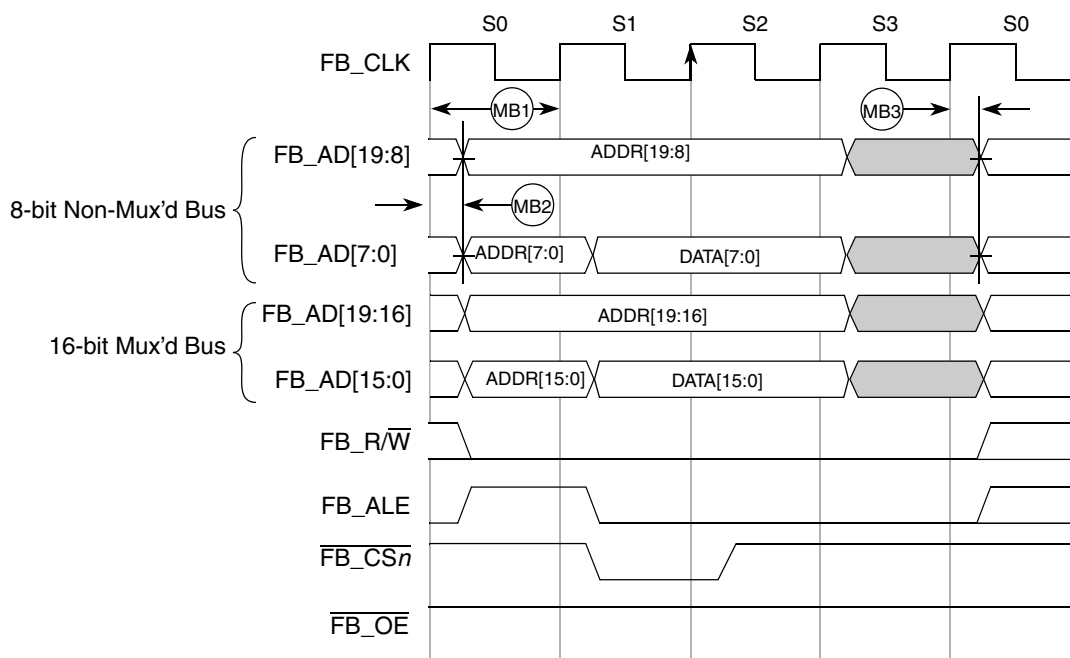 S0 S1 S2 S3 S0
FB_CLK
MB1 MB3
FB_AD[19:8] ADDR[19:8]
8-bit Non-Mux'd Bus
MB2
FB_AD[7:0] ADDR[7:0] DATA[7:0]
FB_AD[19:16] ADDR[19:16]
16-bit Mux'd Bus
FB_AD[15:0] ADDR[15:0] DATA[15:0]
FB_R/W̅
FB_ALE
F̅B̅_̅C̅S̅n̅
F̅B̅_̅O̅E̅